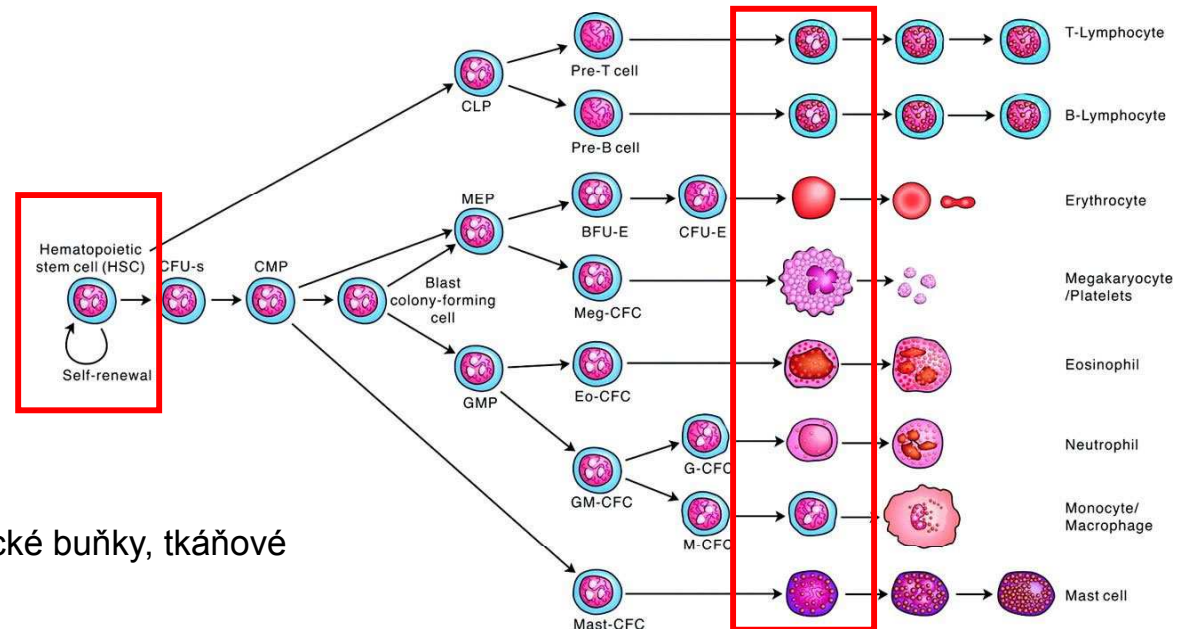 T-Lymphocyte
Pre-T cell
CLP
B-Lymphocyte
Pre-B cell
MEP
Erythrocyte
BFU-E
CFU-E
Hematopoietic
stem cell (HSC)
CFU-s
CMP
Blast
colony-forming
cell
Megakaryocyte
/Platelets
Meg-CFC
Self-renewal
Eosinophil
GMP
Eo-CFC
Neutrophil
G-CFC
GM-CFC
Monocyte/
Macrophage
M-CFC
cké buňky, tkáňové
Mast cell
Mast-CFC